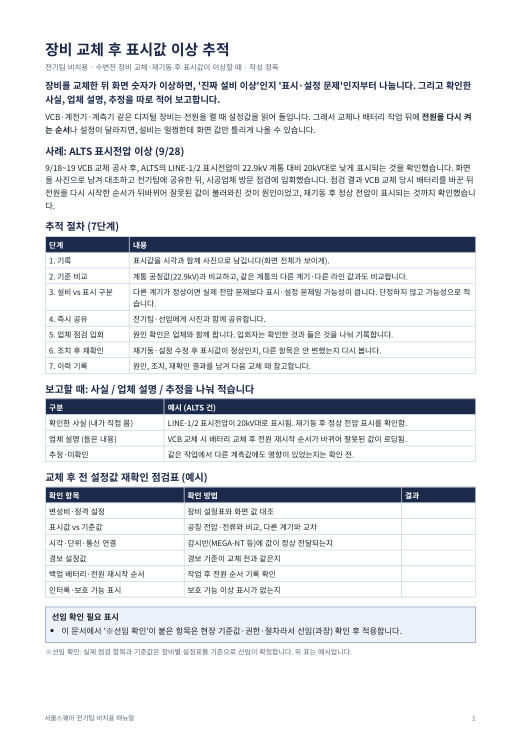 장비 교체 후 표시값 이상 추적
전기팀 비치용 · 수변전 장비 교체·재기동 후 표시값이 이상할 때 · 작성 정욱
장비를 교체한 뒤 화면 숫자가 이상하면, '진짜 설비 이상'인지 '표시·설정 문제'인지부터 나눕니다. 그리고 확인한
사실, 업체 설명, 추정을 따로 적어 보고합니다.
VCB·계전기·계측기 같은 디지털 장비는 전원을 켤 때 설정값을 읽어 들입니다. 그래서 교체나 배터리 작업 뒤에 전원을 다시 켜
는 순서나 설정이 달라지면, 설비는 멀쩡한데 화면 값만 틀리게 나올 수 있습니다.
사례: ALTS 표시전압 이상 (9/28)
9/18~19 VCB 교체 공사 후, ALTS의 LINE-1/2 표시전압이 22.9kV 계통 대비 20kV대로 낮게 표시되는 것을 확인했습니다. 화면
을 사진으로 남겨 대조하고 전기팀에 공유한 뒤, 시공업체 방문 점검에 입회했습니다. 점검 결과 VCB 교체 당시 배터리를 바꾼 뒤
전원을 다시 시작한 순서가 뒤바뀌어 잘못된 값이 불러와진 것이 원인이었고, 재기동 후 정상 전압이 표시되는 것까지 확인했습니
다.
추적 절차 (7단계)
단계 내용
1. 기록 표시값을 시각과 함께 사진으로 남깁니다(화면 전체가 보이게).
2. 기준 비교 계통 공칭값(22.9kV)과 비교하고, 같은 계통의 다른 계기·다른 라인 값과도 비교합니다.
3. 설비 vs 표시 구분 다른 계기가 정상이면 실제 전압 문제보다 표시·설정 문제일 가능성이 큽니다. 단정하지 않고 가능성으로 적
습니다.
4. 즉시 공유 전기팀·선임에게 사진과 함께 공유합니다.
5. 업체 점검 입회 원인 확인은 업체와 함께 합니다. 입회자는 확인한 것과 들은 것을 나눠 기록합니다.
6. 조치 후 재확인 재기동·설정 수정 후 표시값이 정상인지, 다른 항목은 안 변했는지 다시 봅니다.
7. 이력 기록 원인, 조치, 재확인 결과를 남겨 다음 교체 때 참고합니다.
보고할 때: 사실 / 업체 설명 / 추정을 나눠 적습니다
구분 예시 (ALTS 건)
확인한 사실 (내가 직접 봄) LINE-1/2 표시전압이 20kV대로 표시됨. 재기동 후 정상 전압 표시를 확인함.
업체 설명 (들은 내용) VCB 교체 시 배터리 교체 후 전원 재시작 순서가 바뀌어 잘못된 값이 로딩됨.
추정·미확인 같은 작업에서 다른 계측값에도 영향이 있었는지는 확인 전.
교체 후 전 설정값 재확인 점검표 (예시)
확인 항목 확인 방법 결과
변성비·정격 설정 장비 설정표와 화면 값 대조
표시값 vs 기준값 공칭 전압·전류와 비교, 다른 계기와 교차
시각·단위·통신 연결 감시반(MEGA-NT 등)에 값이 정상 전달되는지
경보 설정값 경보 기준이 교체 전과 같은지
백업 배터리·전원 재시작 순서 작업 후 전원 순서 기록 확인
인터록·보호 기능 표시 보호 기능 이상 표시가 없는지
선임 확인 필요 표시
• 이 문서에서 '※선임 확인'이 붙은 항목은 현장 기준값·권한·절차라서 선임(과장) 확인 후 적용합니다.
※선임 확인: 실제 점검 항목과 기준값은 장비별 설정표를 기준으로 선임이 확정합니다. 위 표는 예시입니다.
서울스퀘어 전기팀 비치용 매뉴얼 1